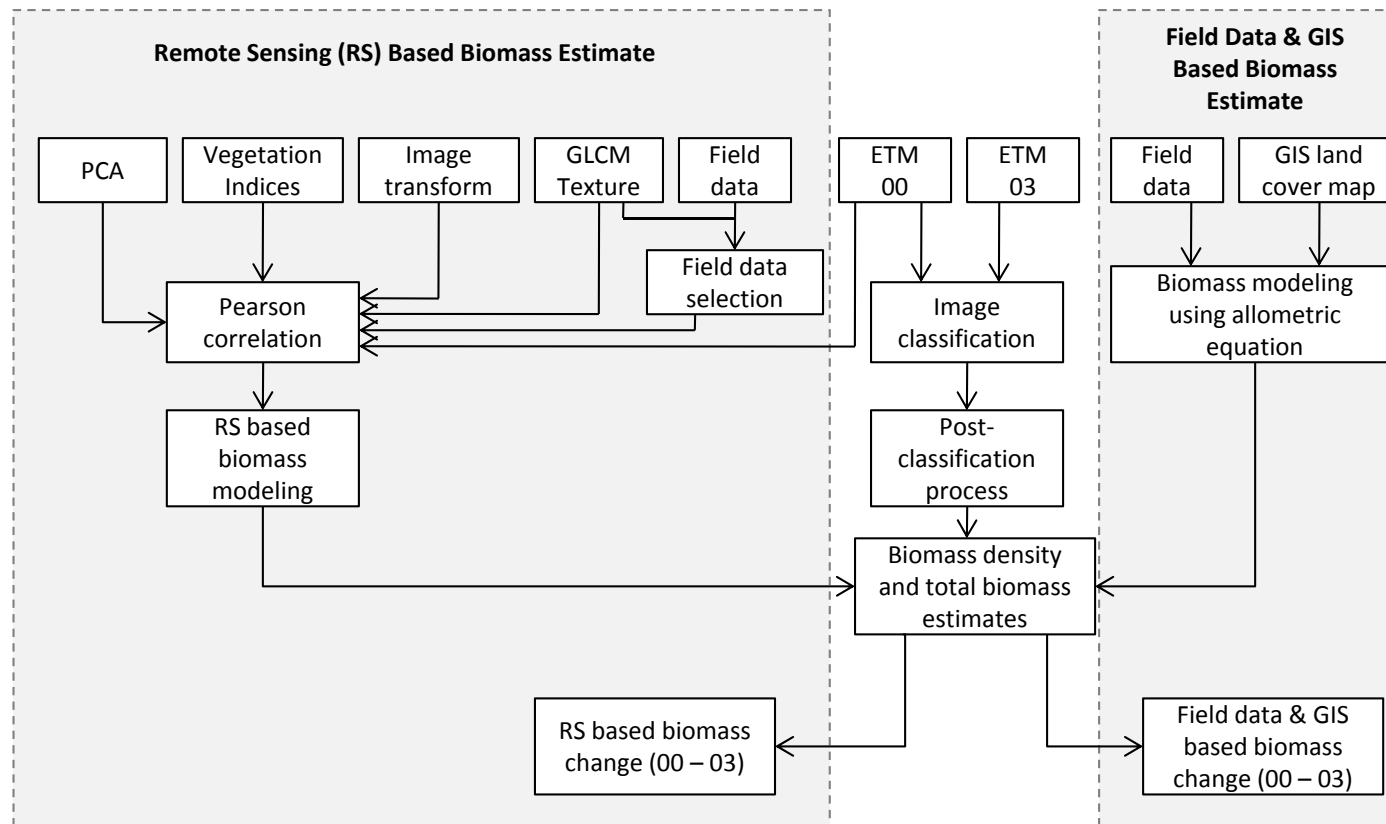 Remote Sensing (RS) Based Biomass Estimate
Field Data & GIS
Based Biomass
Estimate
PCA
Vegetation
Indices
Image
transform
GLCM
Texture
Field
data
ETM
00
ETM
03
Field
data
GIS land
cover map
Field data
selection
Pearson
correlation
Image
classification
Biomass modeling
using allometric
equation
RS based
biomass
modeling
Post-
classification
process
Biomass density
and total biomass
estimates
RS based biomass
change (00 – 03)
Field data & GIS
based biomass
change (00 – 03)